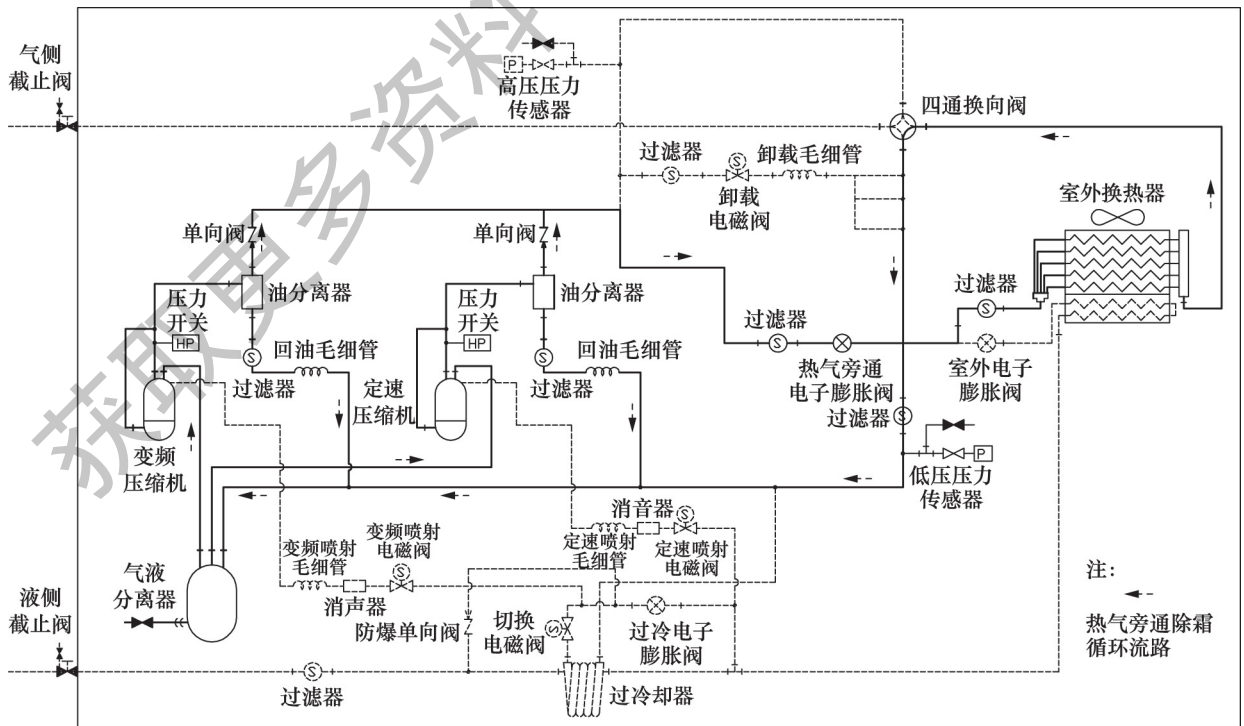 获取更多资料
气侧
截止阀
P
高压压力
传感器
四通换向阀
过滤器
S
S
卸载毛细管
卸载
电磁阀
室外换热器
单向阀
单向阀
压力
开关
HP
油分离器
压力
开关
HP
油分离器
过滤器
S
过滤器
S
热气旁通
电子膨胀阀
室外电子
膨胀阀
S
回油毛细管
过滤器
S
回油毛细管
过滤器
定速
压缩机
变频
压缩机
过滤器
S
P
低压压力
传感器
消音器
S
定速喷射
毛细管
定速喷射
电磁阀
变频喷射
毛细管
变频喷射
电磁阀
S
消声器
气液
分离器
防爆单向阀
切换
电磁阀
S
过冷电子
膨胀阀
液侧
截止阀
S
过滤器
过冷却器
注：
热气旁通除霜
循环流路